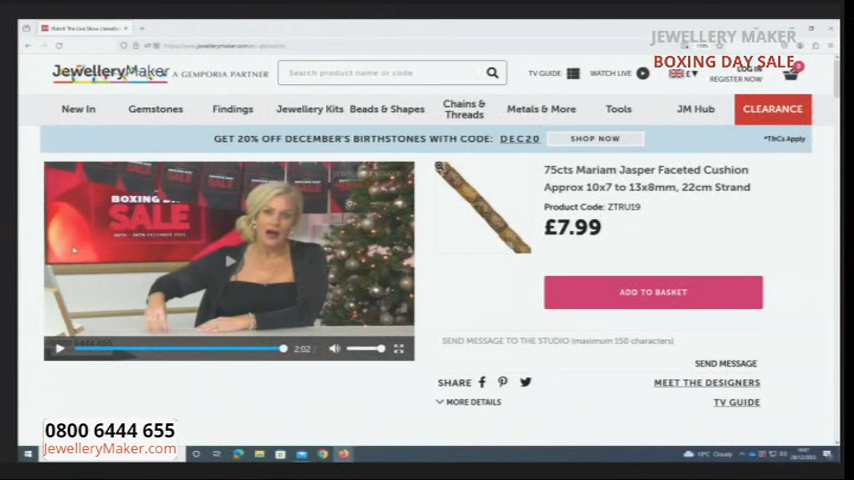 JEWELLERY MAKER
BOXING DAY SALE
JewelleryMaker A GEMPORIA PARTNER
Search product name or code
TV GUIDE
WATCH LIVE
£
LOG IN
REGISTER NOW
New In
Gemstones
Findings
Jewellery Kits
Beads & Shapes
Chains & Threads
Metals & More
Tools
JM Hub
CLEARANCE
GET 20% OFF DECEMBER'S BIRTHSTONES WITH CODE: DEC20
SHOP NOW
*T&Cs Apply
BOXING
SALE
2:02
75cts Mariam Jasper Faceted Cushion
Approx 10x7 to 13x8mm, 22cm Strand
Product Code: ZTRU19
£7.99
ADD TO BASKET
SEND MESSAGE TO THE STUDIO (maximum 150 characters)
SEND MESSAGE
SHARE
MEET THE DESIGNERS
MORE DETAILS
TV GUIDE
0800 6444 655
JewelleryMaker.com
10°C Cloudy